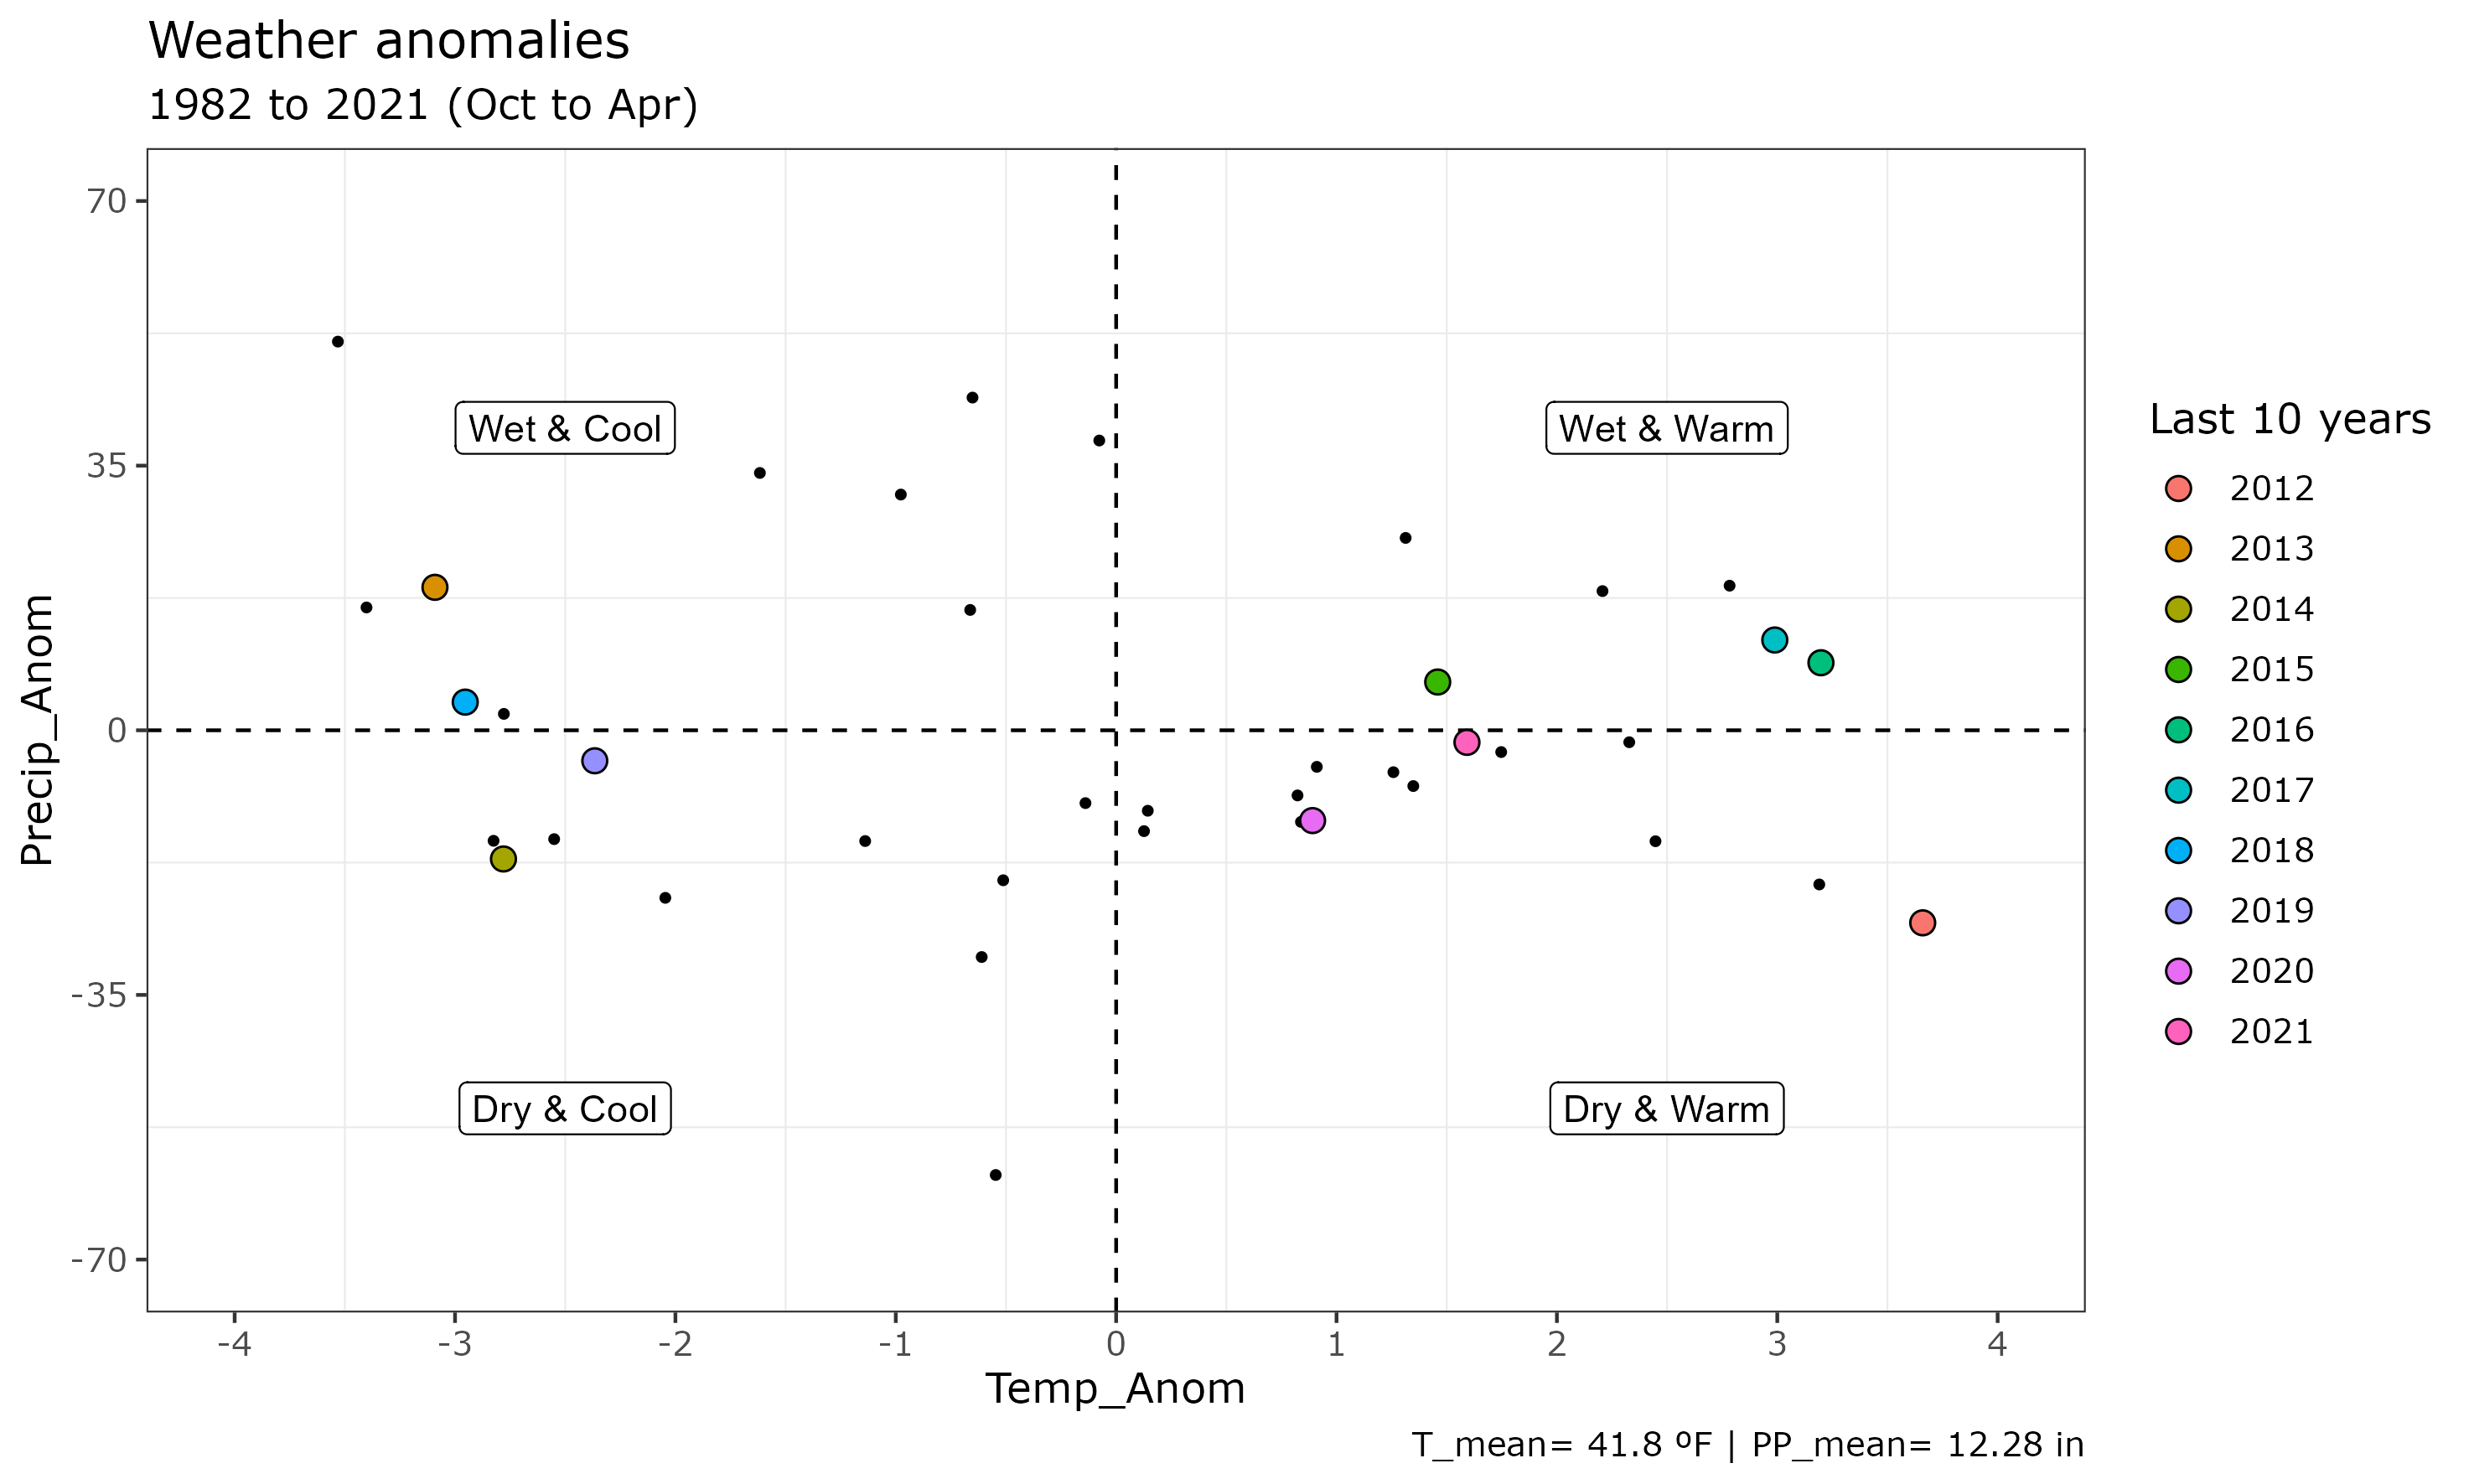 Weather anomalies
1982 to 2021 (Oct to Apr)
70
35
0
-35
-70
Precip_Anom
Wet & Cool
Wet & Warm
Dry & Cool
Dry & Warm
-4 -3 -2 -1 0 1 2 3 4
Temp_Anom
T_mean= 41.8 ºF | PP_mean= 12.28 in
Last 10 years
2012
2013
2014
2015
2016
2017
2018
2019
2020
2021